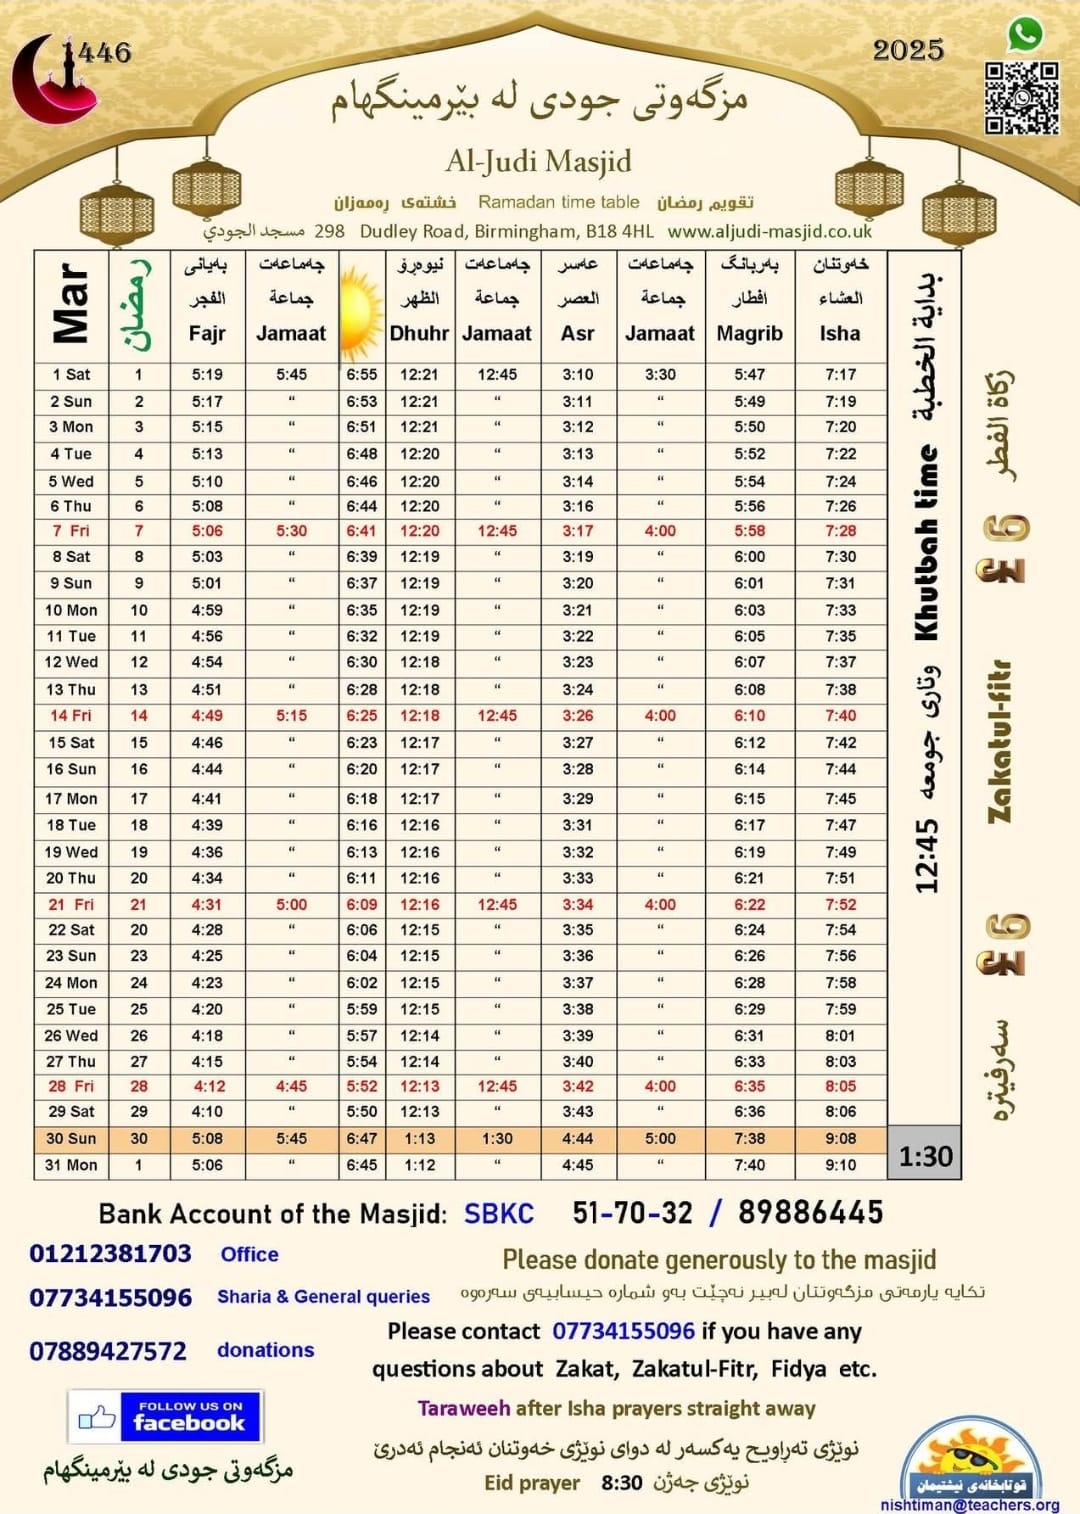 1446
2025
مزگەوتی جودی لە بێرمینگهام
Al-Judi Masjid
خشتەی رەمەزان Ramadan time table تقویم رمضان
مسجد الجودي 298 Dudley Road, Birmingham, B18 4HL www.aljudi-masjid.co.uk
Mar رمضان بەیانی جەماعەت نیوەڕۆ جەماعەت عەسر جەماعەت بەربانگ خەوتنان
الفجر جماعة الظهر جماعة العصر جماعة افطار العشاء
Fajr Jamaat Dhuhr Jamaat Asr Jamaat Magrib Isha
1 Sat 1 5:19 5:45 6:55 12:21 12:45 3:10 3:30 5:47 7:17
2 Sun 2 5:17 “ 6:53 12:21 “ 3:11 “ 5:49 7:19
3 Mon 3 5:15 “ 6:51 12:21 “ 3:12 “ 5:50 7:20
4 Tue 4 5:13 “ 6:48 12:20 “ 3:13 “ 5:52 7:22
5 Wed 5 5:10 “ 6:46 12:20 “ 3:14 “ 5:54 7:24
6 Thu 6 5:08 “ 6:44 12:20 “ 3:16 “ 5:56 7:26
7 Fri 7 5:06 5:30 6:41 12:20 12:45 3:17 4:00 5:58 7:28
8 Sat 8 5:03 “ 6:39 12:19 “ 3:19 “ 6:00 7:30
9 Sun 9 5:01 “ 6:37 12:19 “ 3:20 “ 6:01 7:31
10 Mon 10 4:59 “ 6:35 12:19 “ 3:21 “ 6:03 7:33
11 Tue 11 4:56 “ 6:32 12:19 “ 3:22 “ 6:05 7:35
12 Wed 12 4:54 “ 6:30 12:18 “ 3:23 “ 6:07 7:37
13 Thu 13 4:51 “ 6:28 12:18 “ 3:24 “ 6:08 7:38
14 Fri 14 4:49 5:15 6:25 12:18 12:45 3:26 4:00 6:10 7:40
15 Sat 15 4:46 “ 6:23 12:17 “ 3:27 “ 6:12 7:42
16 Sun 16 4:44 “ 6:20 12:17 “ 3:28 “ 6:14 7:44
17 Mon 17 4:41 “ 6:18 12:17 “ 3:29 “ 6:15 7:45
18 Tue 18 4:39 “ 6:16 12:16 “ 3:31 “ 6:17 7:47
19 Wed 19 4:36 “ 6:13 12:16 “ 3:32 “ 6:19 7:49
20 Thu 20 4:34 “ 6:11 12:16 “ 3:33 “ 6:21 7:51
21 Fri 21 4:31 5:00 6:09 12:16 12:45 3:34 4:00 6:22 7:52
22 Sat 20 4:28 “ 6:06 12:15 “ 3:35 “ 6:24 7:54
23 Sun 23 4:25 “ 6:04 12:15 “ 3:36 “ 6:26 7:56
24 Mon 24 4:23 “ 6:02 12:15 “ 3:37 “ 6:28 7:58
25 Tue 25 4:20 “ 5:59 12:15 “ 3:38 “ 6:29 7:59
26 Wed 26 4:18 “ 5:57 12:14 “ 3:39 “ 6:31 8:01
27 Thu 27 4:15 “ 5:54 12:14 “ 3:40 “ 6:33 8:03
28 Fri 28 4:12 4:45 5:52 12:13 12:45 3:42 4:00 6:35 8:05
29 Sat 29 4:10 “ 5:50 12:13 “ 3:43 “ 6:36 8:06
30 Sun 30 5:08 5:45 6:47 1:13 1:30 4:44 5:00 7:38 9:08
31 Mon 1 5:06 “ 6:45 1:12 “ 4:45 “ 7:40 9:10
12:45 وتاری جومعە Khutbah time بداية الخطبة
1:30
زكاة الفطر
£ 6
Zakatul-fitr
£ 6
سەرفیترە
Bank Account of the Masjid: SBKC 51-70-32 / 89886445
01212381703 Office
Please donate generously to the masjid
07734155096 Sharia & General queries
تکایە یارمەتی مزگەوتتان لەبیر نەچێت بەو شمارە حیسابیەی سەرەوە
Please contact 07734155096 if you have any
07889427572 donations
questions about Zakat, Zakatul-Fitr, Fidya etc.
FOLLOW US ON
facebook
Taraweeh after Isha prayers straight away
نوێژی تەراویح یەکسەر لە دوای نوێژی خەوتنان ئەنجام ئەدرێ
مزگەوتی جودی لە بێرمینگهام
Eid prayer 8:30 نوێژی جەژن
قوتابخانەی نیشتیمان
nishtiman@teachers.org